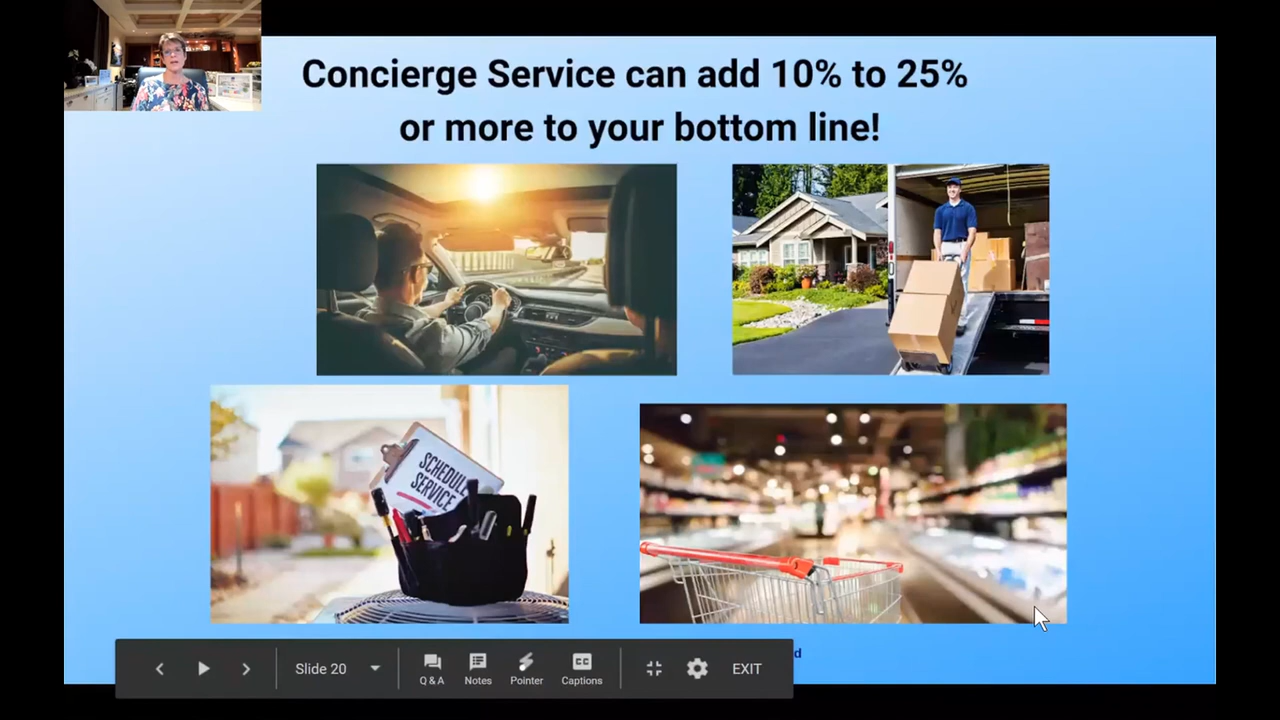 Concierge Service can add 10% to 25%
or more to your bottom line!
SCHEDULE
SERVICE
Slide 20
Q & A
Notes
Pointer
Captions
EXIT